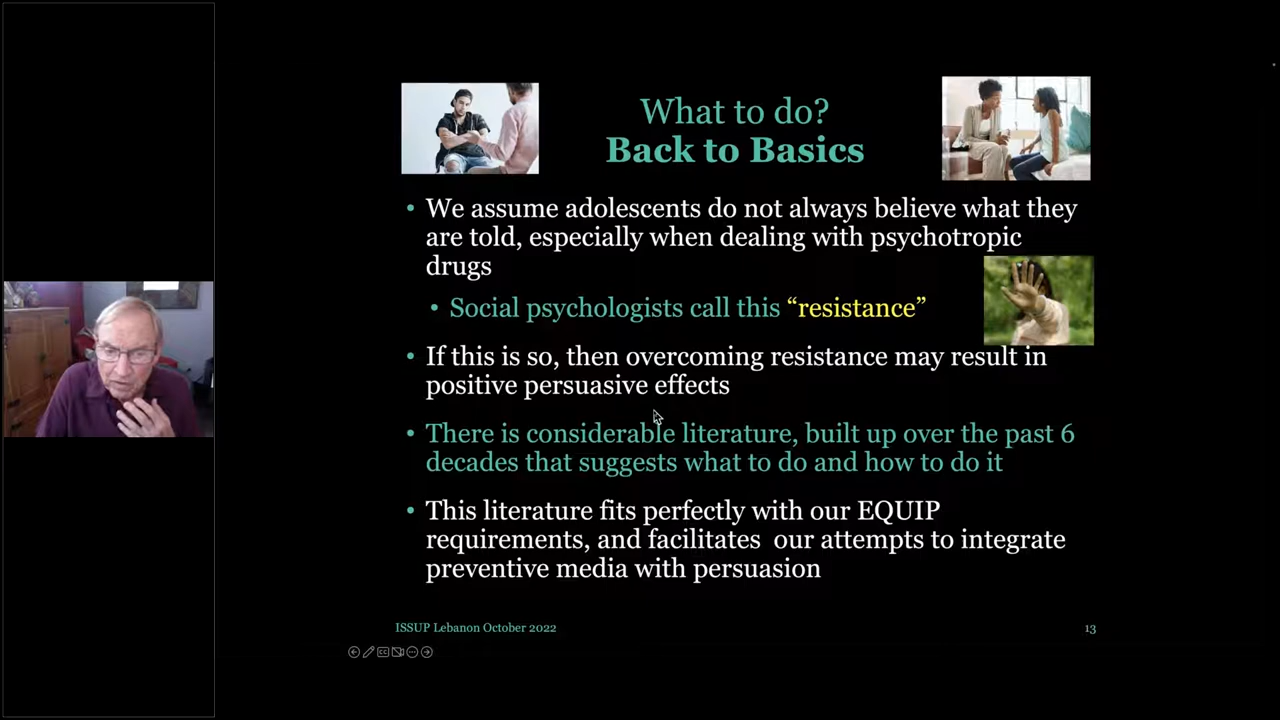 What to do?
Back to Basics
• We assume adolescents do not always believe what they
are told, especially when dealing with psychotropic
drugs
• Social psychologists call this “resistance”
• If this is so, then overcoming resistance may result in
positive persuasive effects
• There is considerable literature, built up over the past 6
decades that suggests what to do and how to do it
• This literature fits perfectly with our EQUIP
requirements, and facilitates  our attempts to integrate
preventive media with persuasion
ISSUP Lebanon October 2022
13